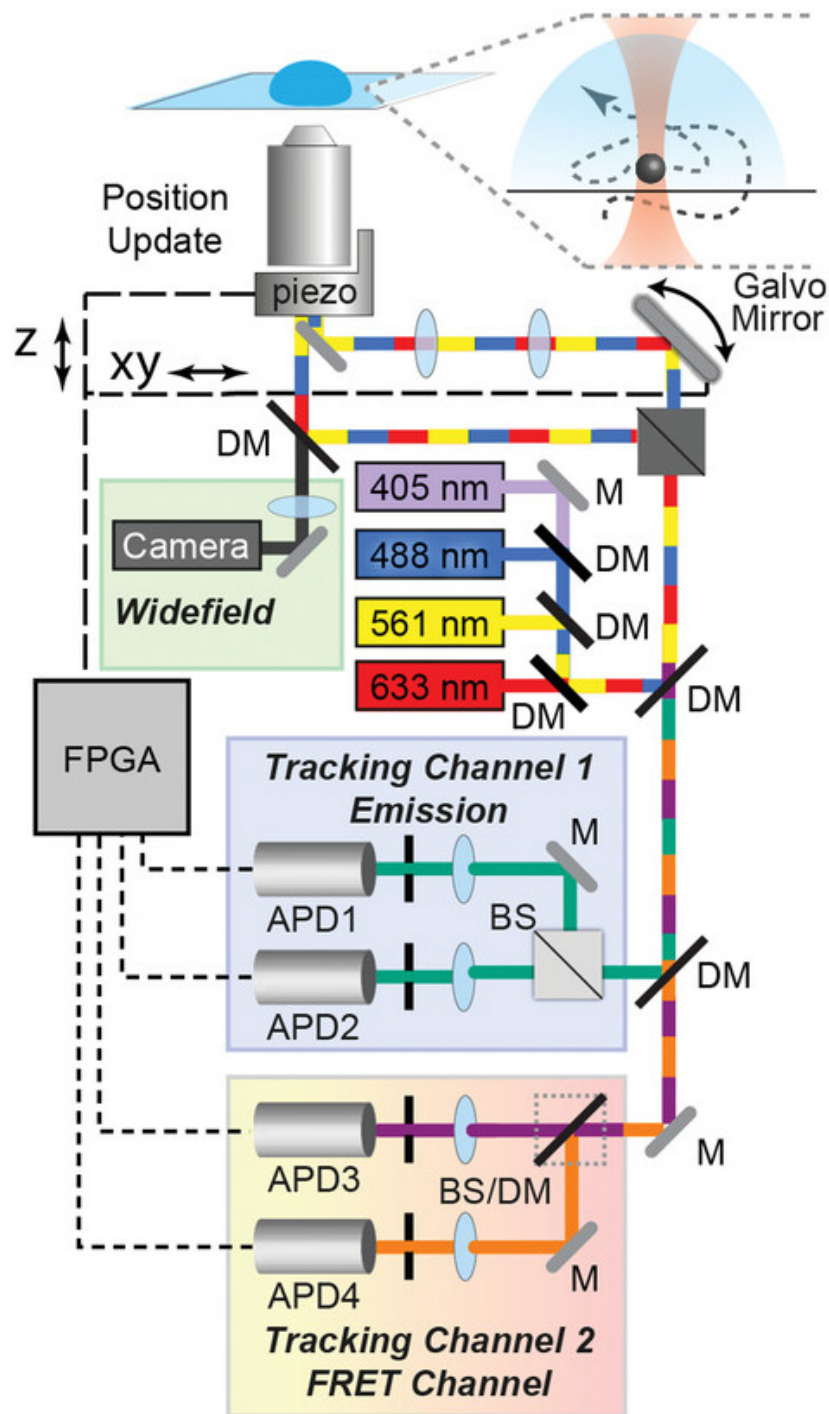 Position
Update
piezo
Galvo
Mirror
z
xy
DM
405 nm
M
Camera
488 nm
DM
Widefield
561 nm
DM
633 nm
DM
DM
FPGA
Tracking Channel 1
Emission
M
APD1
BS
APD2
DM
APD3
BS/DM
M
APD4
M
Tracking Channel 2
FRET Channel